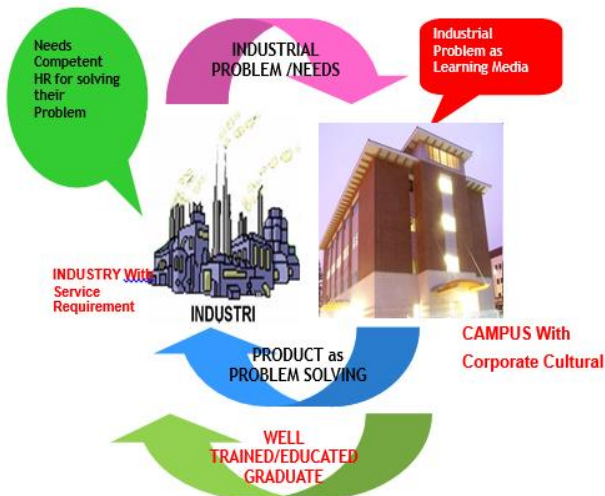 Needs
Competent
HR for solving
their
Problem
INDUSTRIAL
PROBLEM /NEEDS
Industrial
Problem as
Learning Media
INDUSTRY With
Service
Requirement
INDUSTRI
CAMPUS With
Corporate Cultural
PRODUCT as
PROBLEM SOLVING
WELL
TRAINED/EDUCATED
GRADUATE